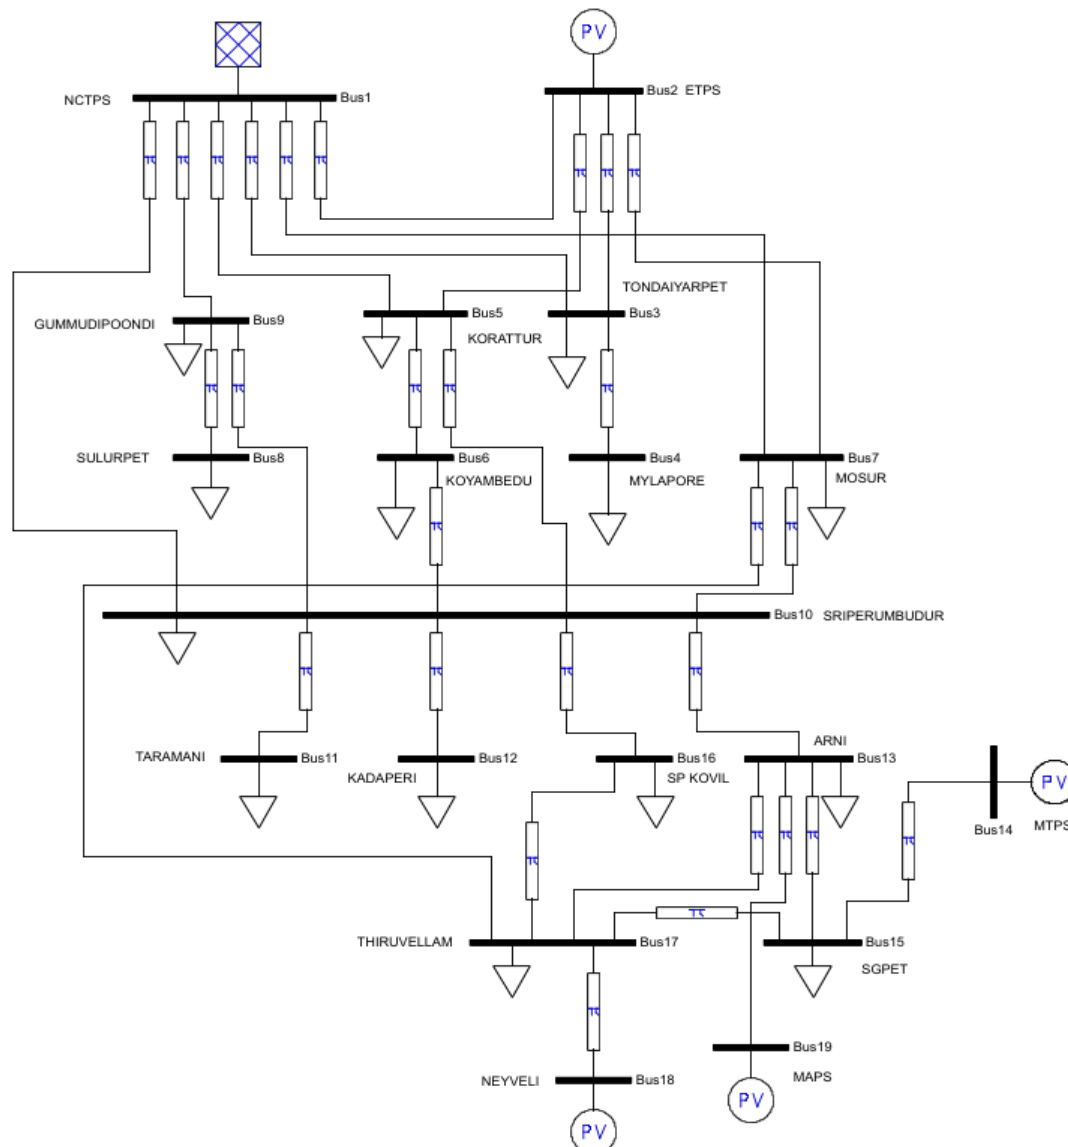 PV
NCTPS Bus1
Bus2 ETPS
π π π π π π π π π
TONDAIYARPET
GUMMUDIPOONDI Bus9
Bus5
KORATTUR
Bus3
π π π π π
SULURPET Bus8
Bus6
KOYAMBEDU
Bus4
MYLAPORE
Bus7
MOSUR
π π π
Bus10 SRIPERUMBUDUR
π π π π
ARNI
TARAMANI Bus11
Bus12
KADAPERI
Bus16
SP KOVIL
Bus13
PV
Bus14 MTPS
π π π π π
π
THIRUVELLAM Bus17
Bus15
SGPET
π
Bus19
MAPS
NEYVELI Bus18
PV
PV